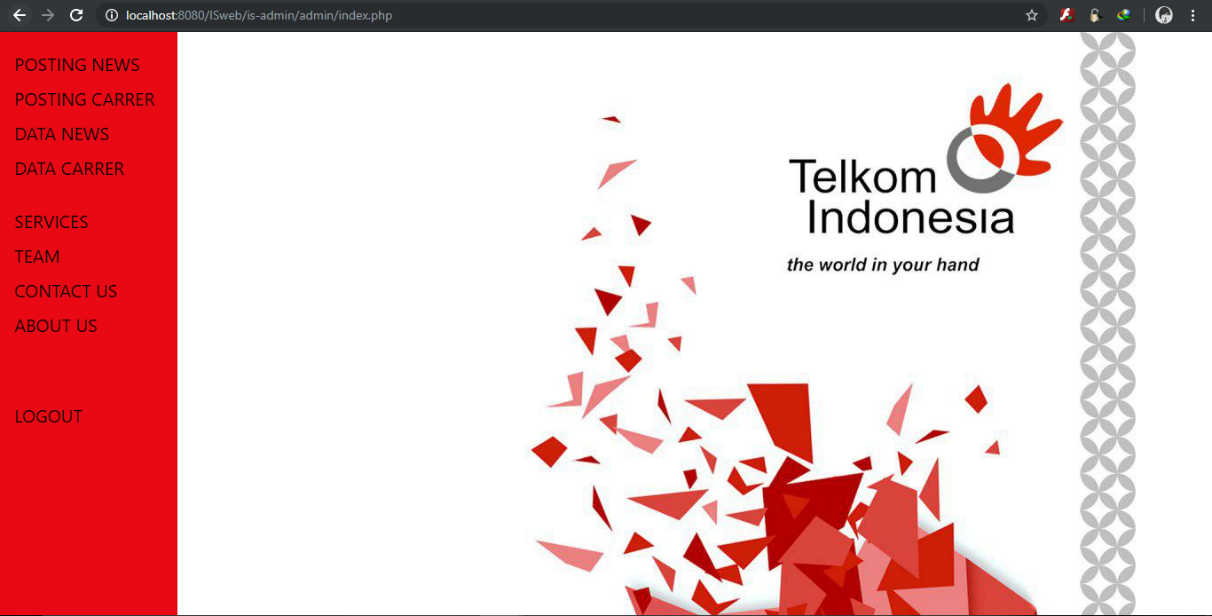 localhost:8080/ISweb/is-admin/admin/index.php
POSTING NEWS
POSTING CARRER
DATA NEWS
DATA CARRER
SERVICES
TEAM
CONTACT US
ABOUT US
LOGOUT
Telkom
Indonesia
the world in your hand